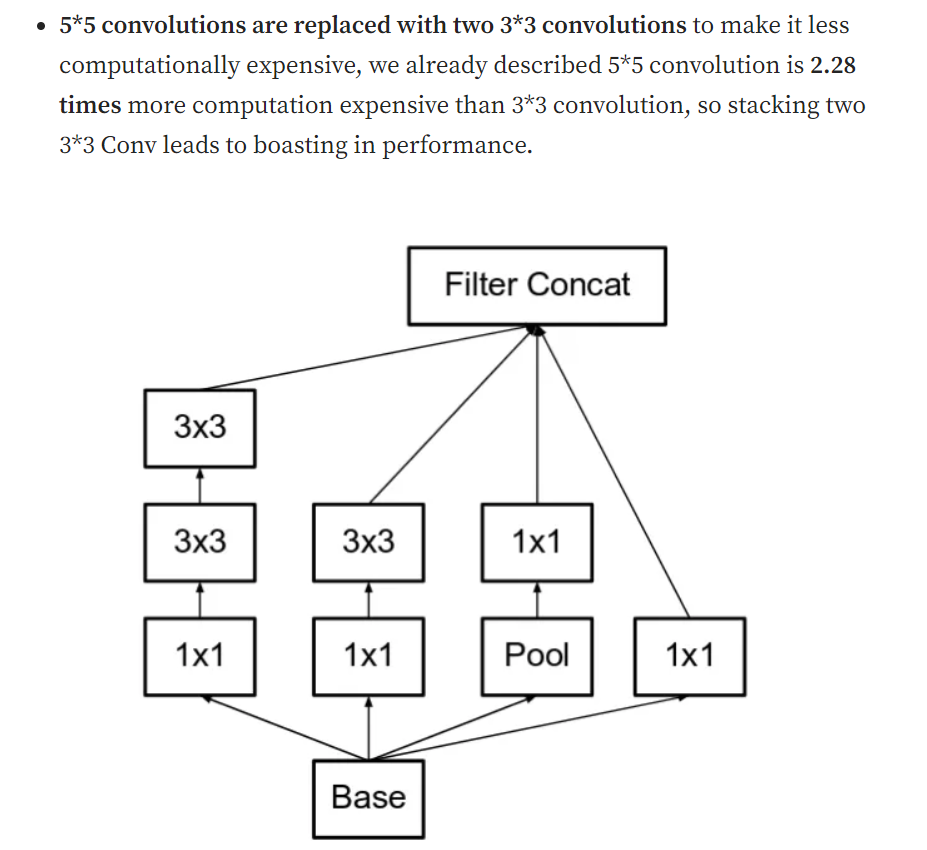 • 5*5 convolutions are replaced with two 3*3 convolutions to make it less
computationally expensive, we already described 5*5 convolution is 2.28
times more computation expensive than 3*3 convolution, so stacking two
3*3 Conv leads to boasting in performance.
Filter Concat
3x3
3x3
3x3
1x1
1x1
1x1
Pool
1x1
Base